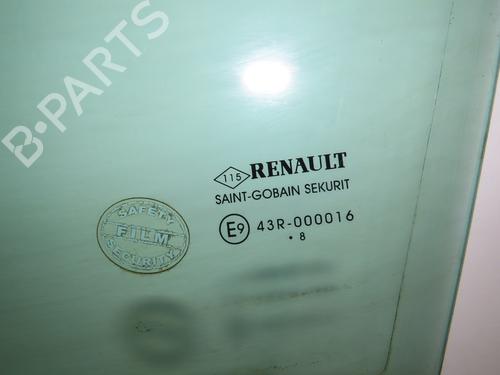 B-PARTS
115 RENAULT
SAINT-GOBAIN SEKURIT
E9 43R-000016
. 8
SAFETY
FILM
SECURITY